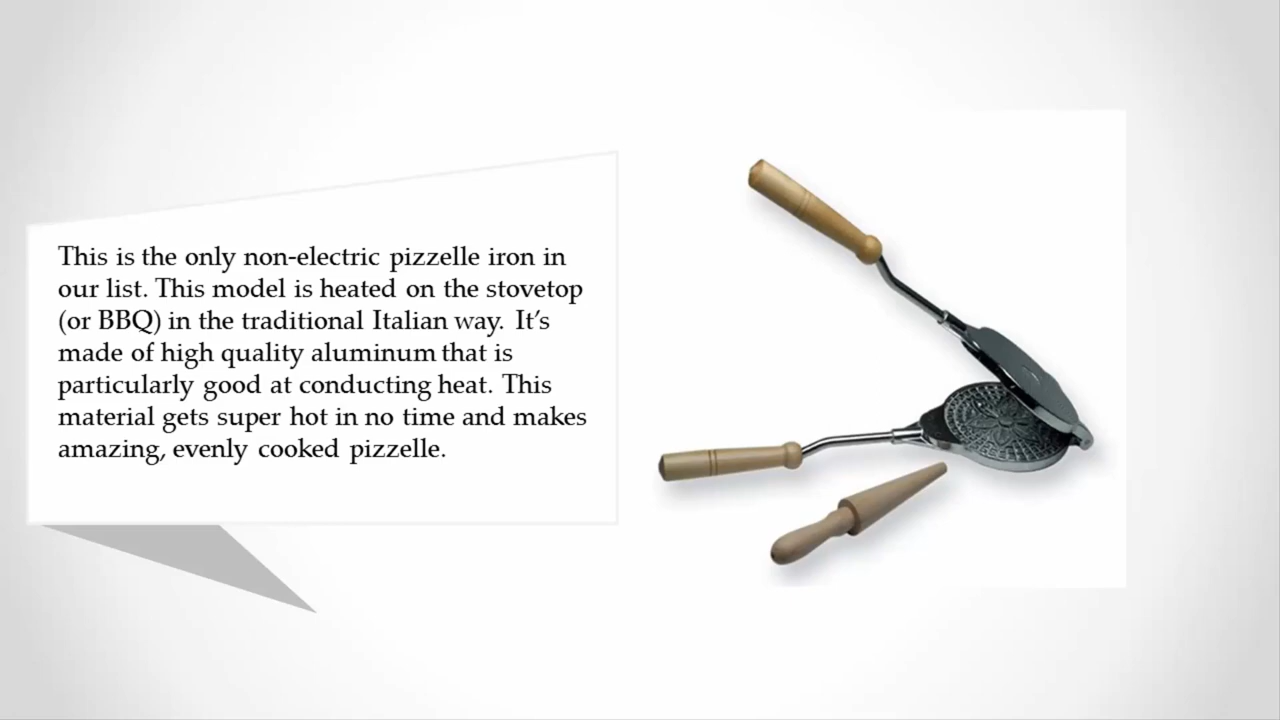 This is the only non-electric pizzelle iron in
our list. This model is heated on the stovetop
(or BBQ) in the traditional Italian way. It’s
made of high quality aluminum that is
particularly good at conducting heat. This
material gets super hot in no time and makes
amazing, evenly cooked pizzelle.